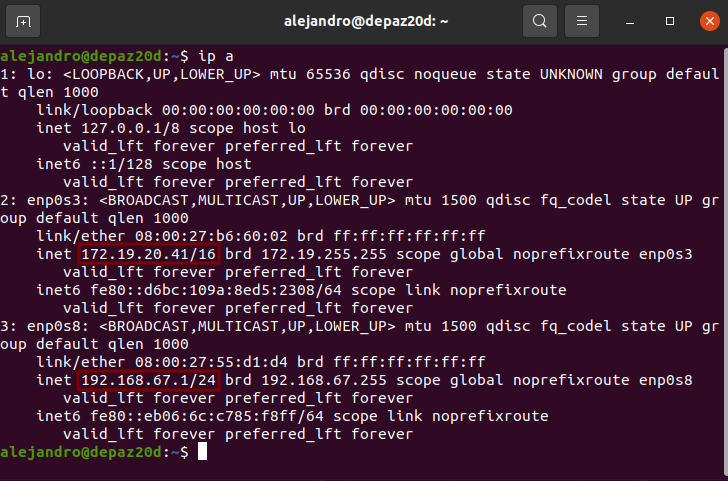 alejandro@depaz20d: ~
alejandro@depaz20d:~$ ip a
1: lo: <LOOPBACK,UP,LOWER_UP> mtu 65536 qdisc noqueue state UNKNOWN group defaul
t qlen 1000
    link/loopback 00:00:00:00:00:00 brd 00:00:00:00:00:00
    inet 127.0.0.1/8 scope host lo
       valid_lft forever preferred_lft forever
    inet6 ::1/128 scope host
       valid_lft forever preferred_lft forever
2: enp0s3: <BROADCAST,MULTICAST,UP,LOWER_UP> mtu 1500 qdisc fq_codel state UP gr
oup default qlen 1000
    link/ether 08:00:27:b6:60:02 brd ff:ff:ff:ff:ff:ff
    inet 172.19.20.41/16 brd 172.19.255.255 scope global noprefixroute enp0s3
       valid_lft forever preferred_lft forever
    inet6 fe80::d6bc:109a:8ed5:2308/64 scope link noprefixroute
       valid_lft forever preferred_lft forever
3: enp0s8: <BROADCAST,MULTICAST,UP,LOWER_UP> mtu 1500 qdisc fq_codel state UP gr
oup default qlen 1000
    link/ether 08:00:27:55:d1:d4 brd ff:ff:ff:ff:ff:ff
    inet 192.168.67.1/24 brd 192.168.67.255 scope global noprefixroute enp0s8
       valid_lft forever preferred_lft forever
    inet6 fe80::eb06:6c:c785:f8ff/64 scope link noprefixroute
       valid_lft forever preferred_lft forever
alejandro@depaz20d:~$